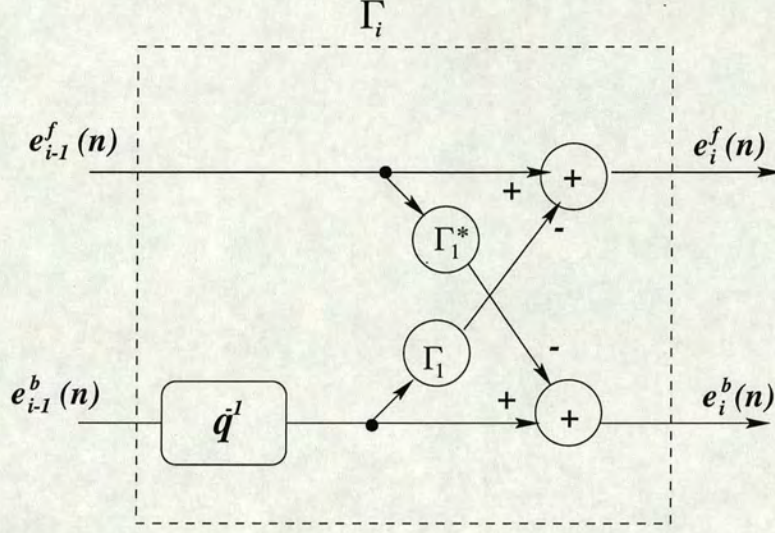 Γ_i
e^f_{i-1}(n)
e^f_i(n)
+
+
Γ_1^*
-
Γ_1
-
e^b_{i-1}(n)
e^b_i(n)
q^{-1}
+
+